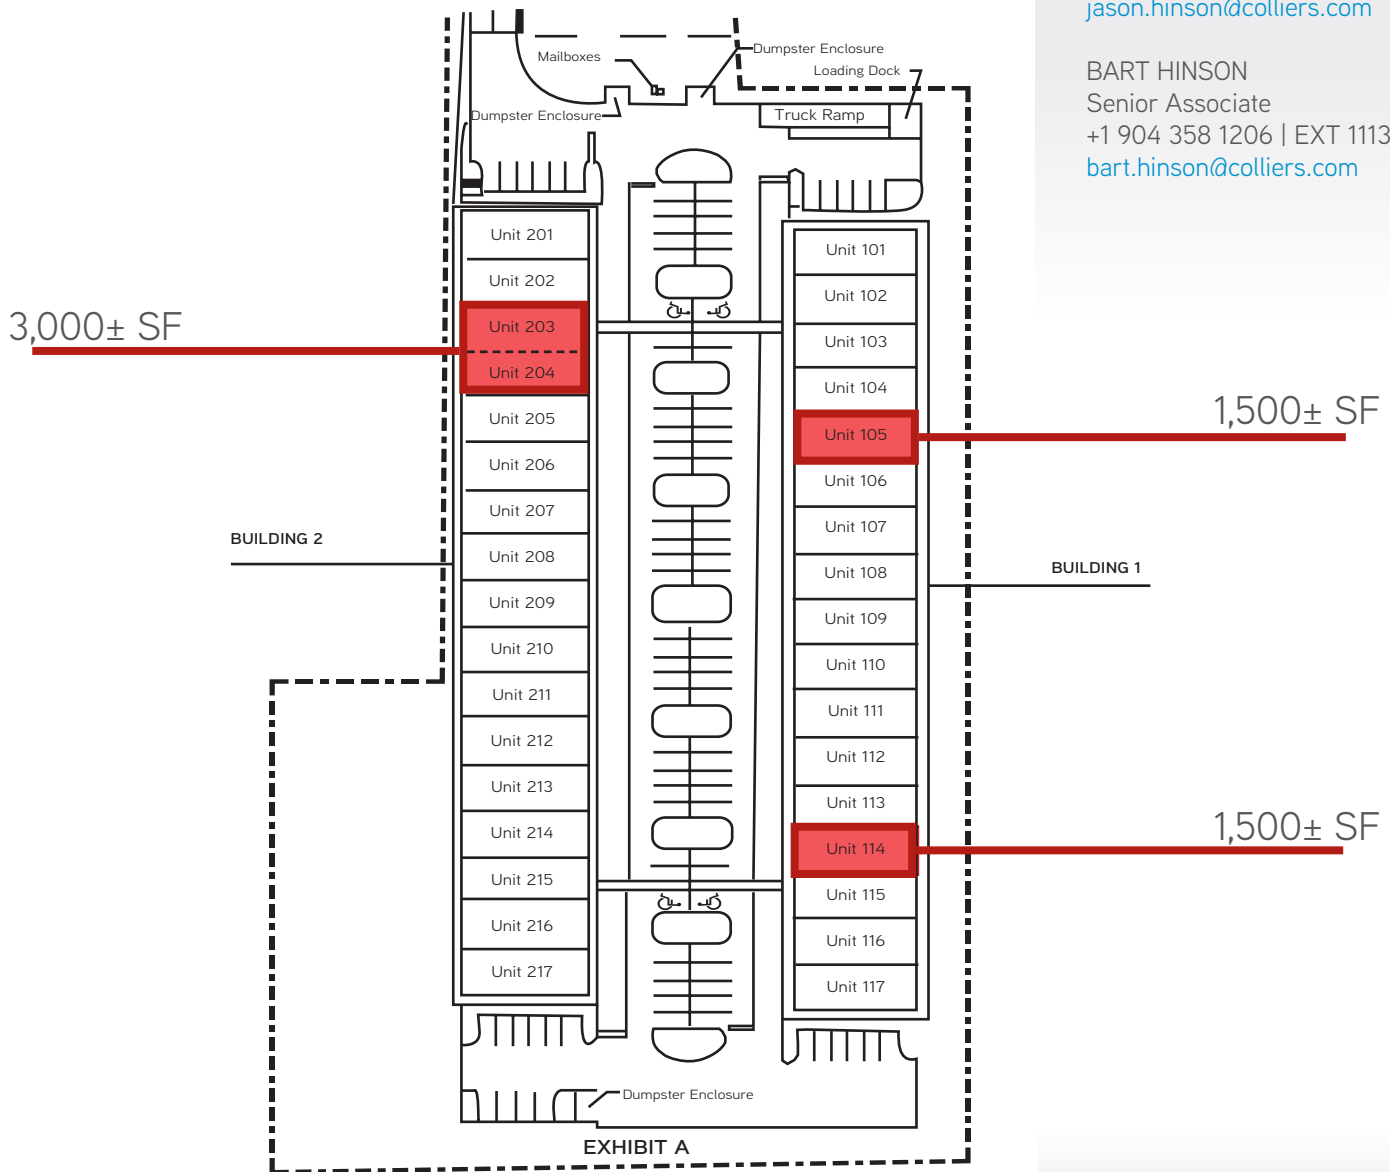 jason.hinson@colliers.com
BART HINSON
Senior Associate
+1 904 358 1206 | EXT 1113
bart.hinson@colliers.com
Mailboxes
Dumpster Enclosure
Loading Dock
Dumpster Enclosure
Truck Ramp
Unit 201
Unit 202
Unit 203
Unit 204
Unit 205
Unit 206
Unit 207
Unit 208
Unit 209
Unit 210
Unit 211
Unit 212
Unit 213
Unit 214
Unit 215
Unit 216
Unit 217
3,000± SF
BUILDING 2
Unit 101
Unit 102
Unit 103
Unit 104
Unit 105
Unit 106
Unit 107
Unit 108
Unit 109
Unit 110
Unit 111
Unit 112
Unit 113
Unit 114
Unit 115
Unit 116
Unit 117
1,500± SF
BUILDING 1
1,500± SF
Dumpster Enclosure
EXHIBIT A